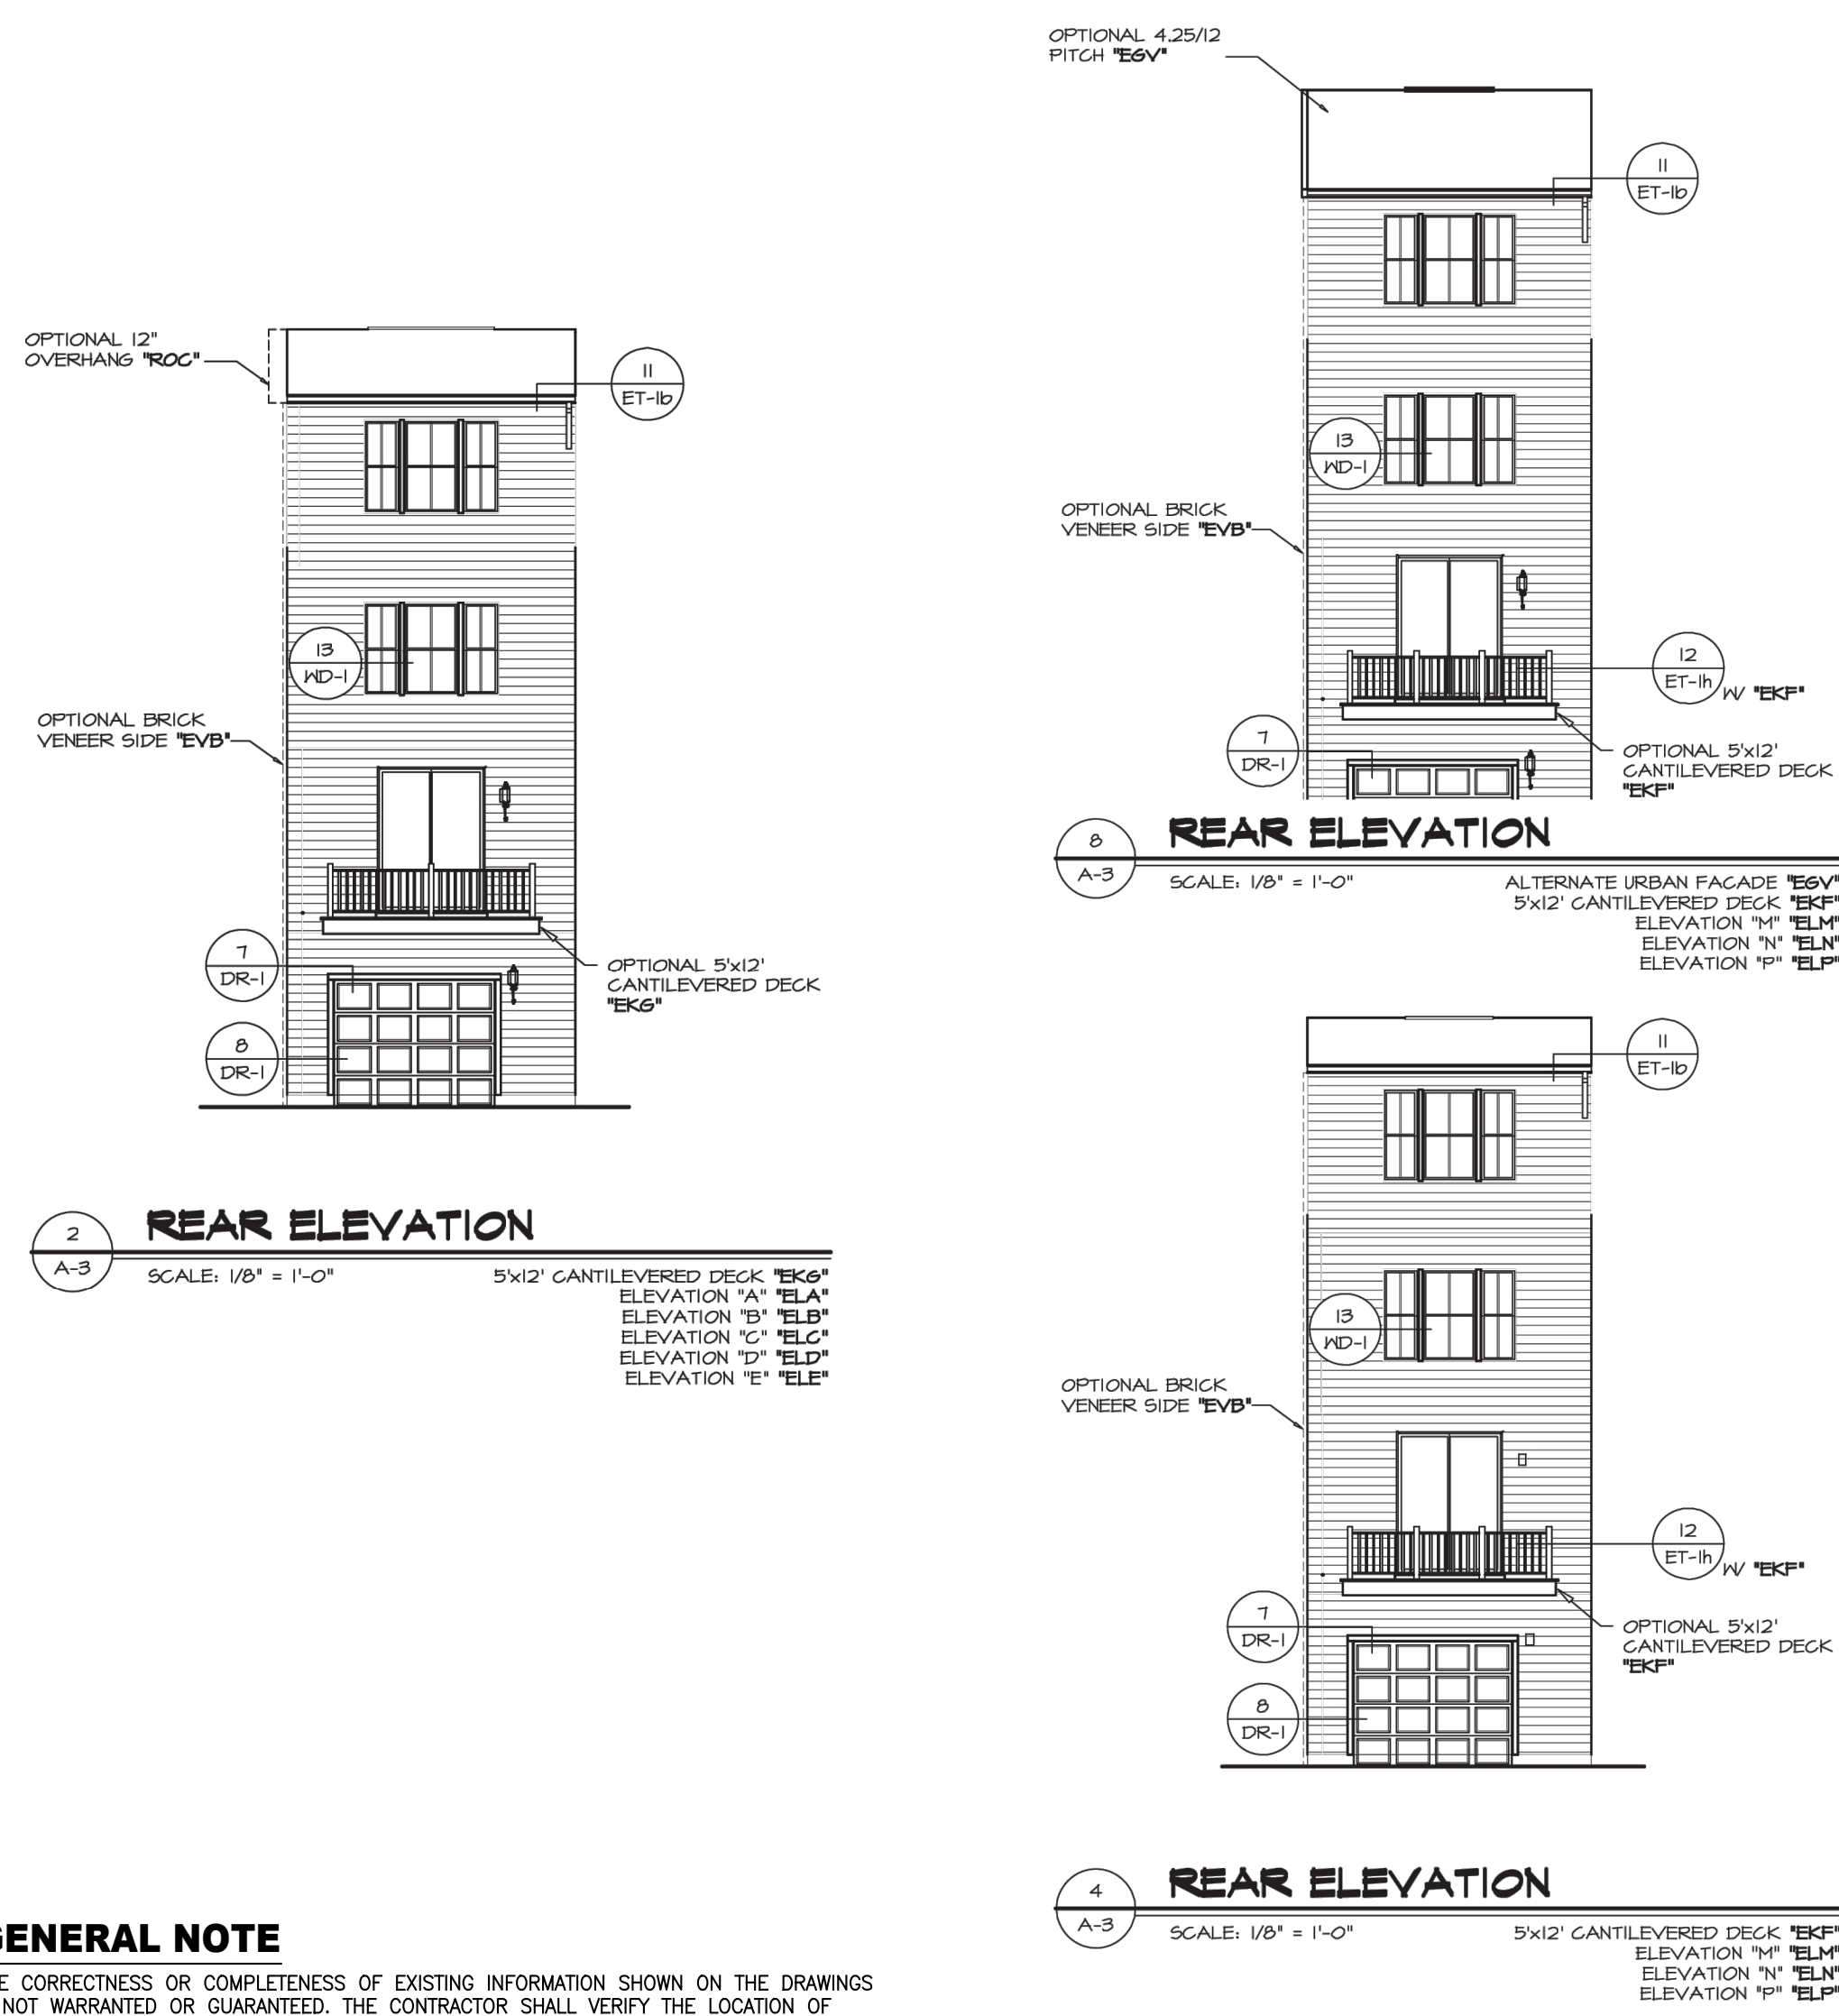 OPTIONAL 4.25/12
PITCH "EGV"
11
ET-1b
13
WD-1
OPTIONAL BRICK
VENEER SIDE "EVB"
12
ET-1h
W/ "EKF"
7
DR-1
OPTIONAL 5'x12'
CANTILEVERED DECK
"EKF"
8
A-3
REAR ELEVATION
SCALE: 1/8" = 1'-0"
ALTERNATE URBAN FACADE "EGV"
5'x12' CANTILEVERED DECK "EKF"
ELEVATION "M" "ELM"
ELEVATION "N" "ELN"
ELEVATION "P" "ELP"
OPTIONAL 12"
OVERHANG "ROC"
11
ET-1b
13
WD-1
OPTIONAL BRICK
VENEER SIDE "EVB"
7
DR-1
OPTIONAL 5'x12'
CANTILEVERED DECK
"EKG"
8
DR-1
2
A-3
REAR ELEVATION
SCALE: 1/8" = 1'-0"
5'x12' CANTILEVERED DECK "EKG"
ELEVATION "A" "ELA"
ELEVATION "B" "ELB"
ELEVATION "C" "ELC"
ELEVATION "D" "ELD"
ELEVATION "E" "ELE"
11
ET-1b
13
WD-1
OPTIONAL BRICK
VENEER SIDE "EVB"
12
ET-1h
W/ "EKF"
7
DR-1
OPTIONAL 5'x12'
CANTILEVERED DECK
"EKF"
8
DR-1
4
A-3
REAR ELEVATION
SCALE: 1/8" = 1'-0"
5'x12' CANTILEVERED DECK "EKF"
ELEVATION "M" "ELM"
ELEVATION "N" "ELN"
ELEVATION "P" "ELP"
GENERAL NOTE
E CORRECTNESS OR COMPLETENESS OF EXISTING INFORMATION SHOWN ON THE DRAWINGS
NOT WARRANTED OR GUARANTEED. THE CONTRACTOR SHALL VERIFY THE LOCATION OF